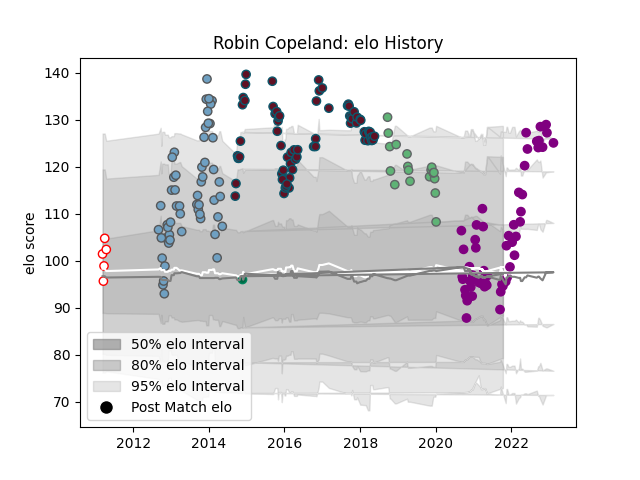 Robin Copeland: elo History
elo score
140
130
120
110
100
90
80
70
50% elo Interval
80% elo Interval
95% elo Interval
Post Match elo
2012 2014 2016 2018 2020 2022